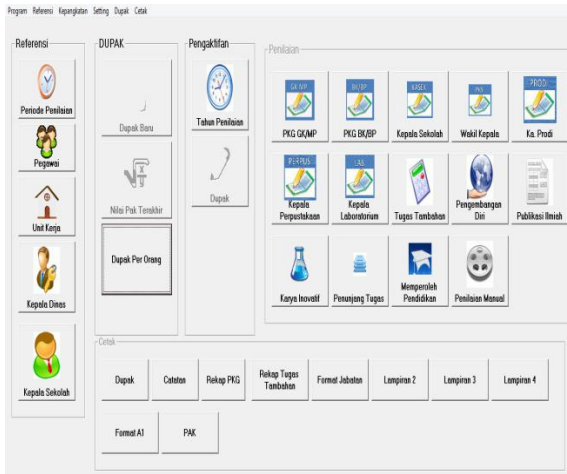 Program Referensi Kepangkatan Setting Dupak Cetak
Referensi
DUPAK
Pengaktifan
Penilaian
Periode Penilaian
Pegawai
Unit Kerja
Kepala Dinas
Kepala Sekolah
Dupak Baru
Nilai Pak Terakhir
Dupak Per Orang
Tahun Penilaian
Dupak
GK/MP
PKG GK/MP
BK/BP
PKG BK/BP
KASEK
Kepala Sekolah
Wakil Kepala
PRODI
Ka. Prodi
PERPUS
Kepala
Perpustakaan
LAB
Kepala
Laboratorium
Tugas Tambahan
Pengembangan
Diri
Publikasi Ilmiah
Karya Inovatif
Penunjang Tugas
Memperoleh
Pendidikan
Penilaian Manual
Cetak
Dupak
Catatan
Rekap PKG
Rekap Tugas
Tambahan
Format Jabatan
Lampiran 2
Lampiran 3
Lampiran 4
Format A1
PAK